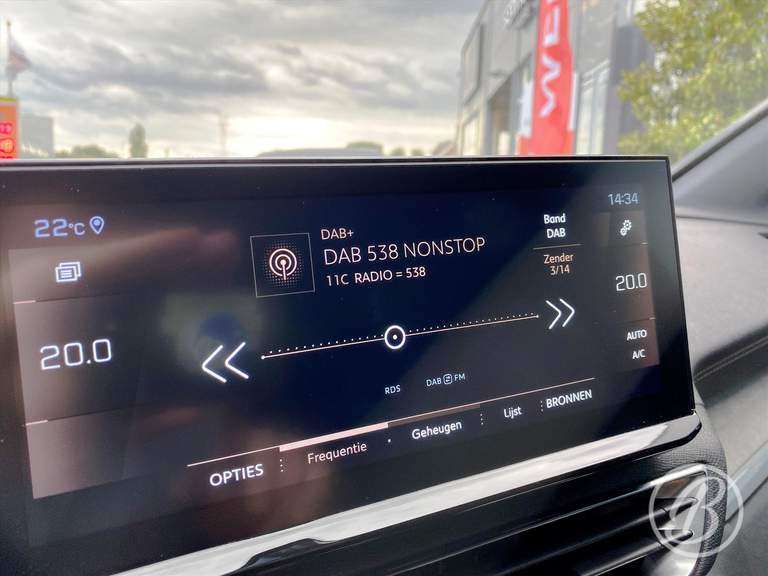 WE
22°C
14:34
DAB+
DAB 538 NONSTOP
11C RADIO = 538
Band
DAB
Zender
3/14
20.0
20.0
AUTO
A/C
RDS
DAB FM
OPTIES
Frequentie
Geheugen
Lijst
BRONNEN
B